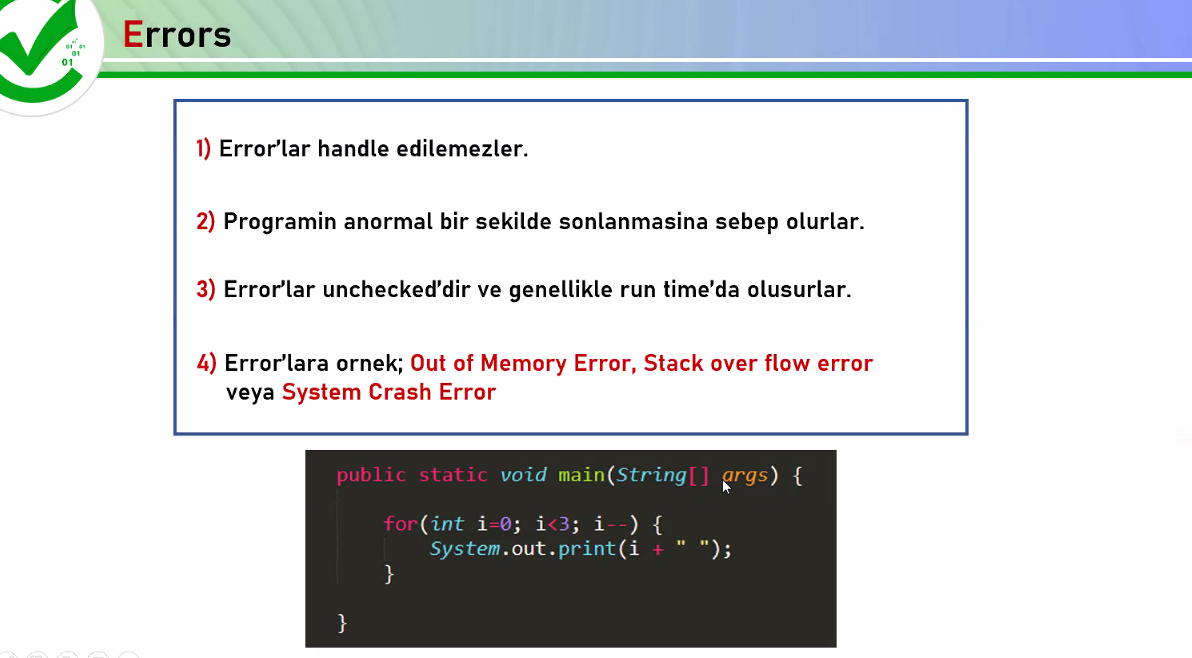 Errors
01 01
01
01
1) Error'lar handle edilemezler.
2) Programin anormal bir sekilde sonlanmasina sebep olurlar.
3) Error'lar unchecked'dir ve genellikle run time'da olusurlar.
4) Error'lara ornek; Out of Memory Error, Stack over flow error
veya System Crash Error
public static void main(String[] args) {
for(int i=0; i<3; i--) {
System.out.print(i + " ");
}
}